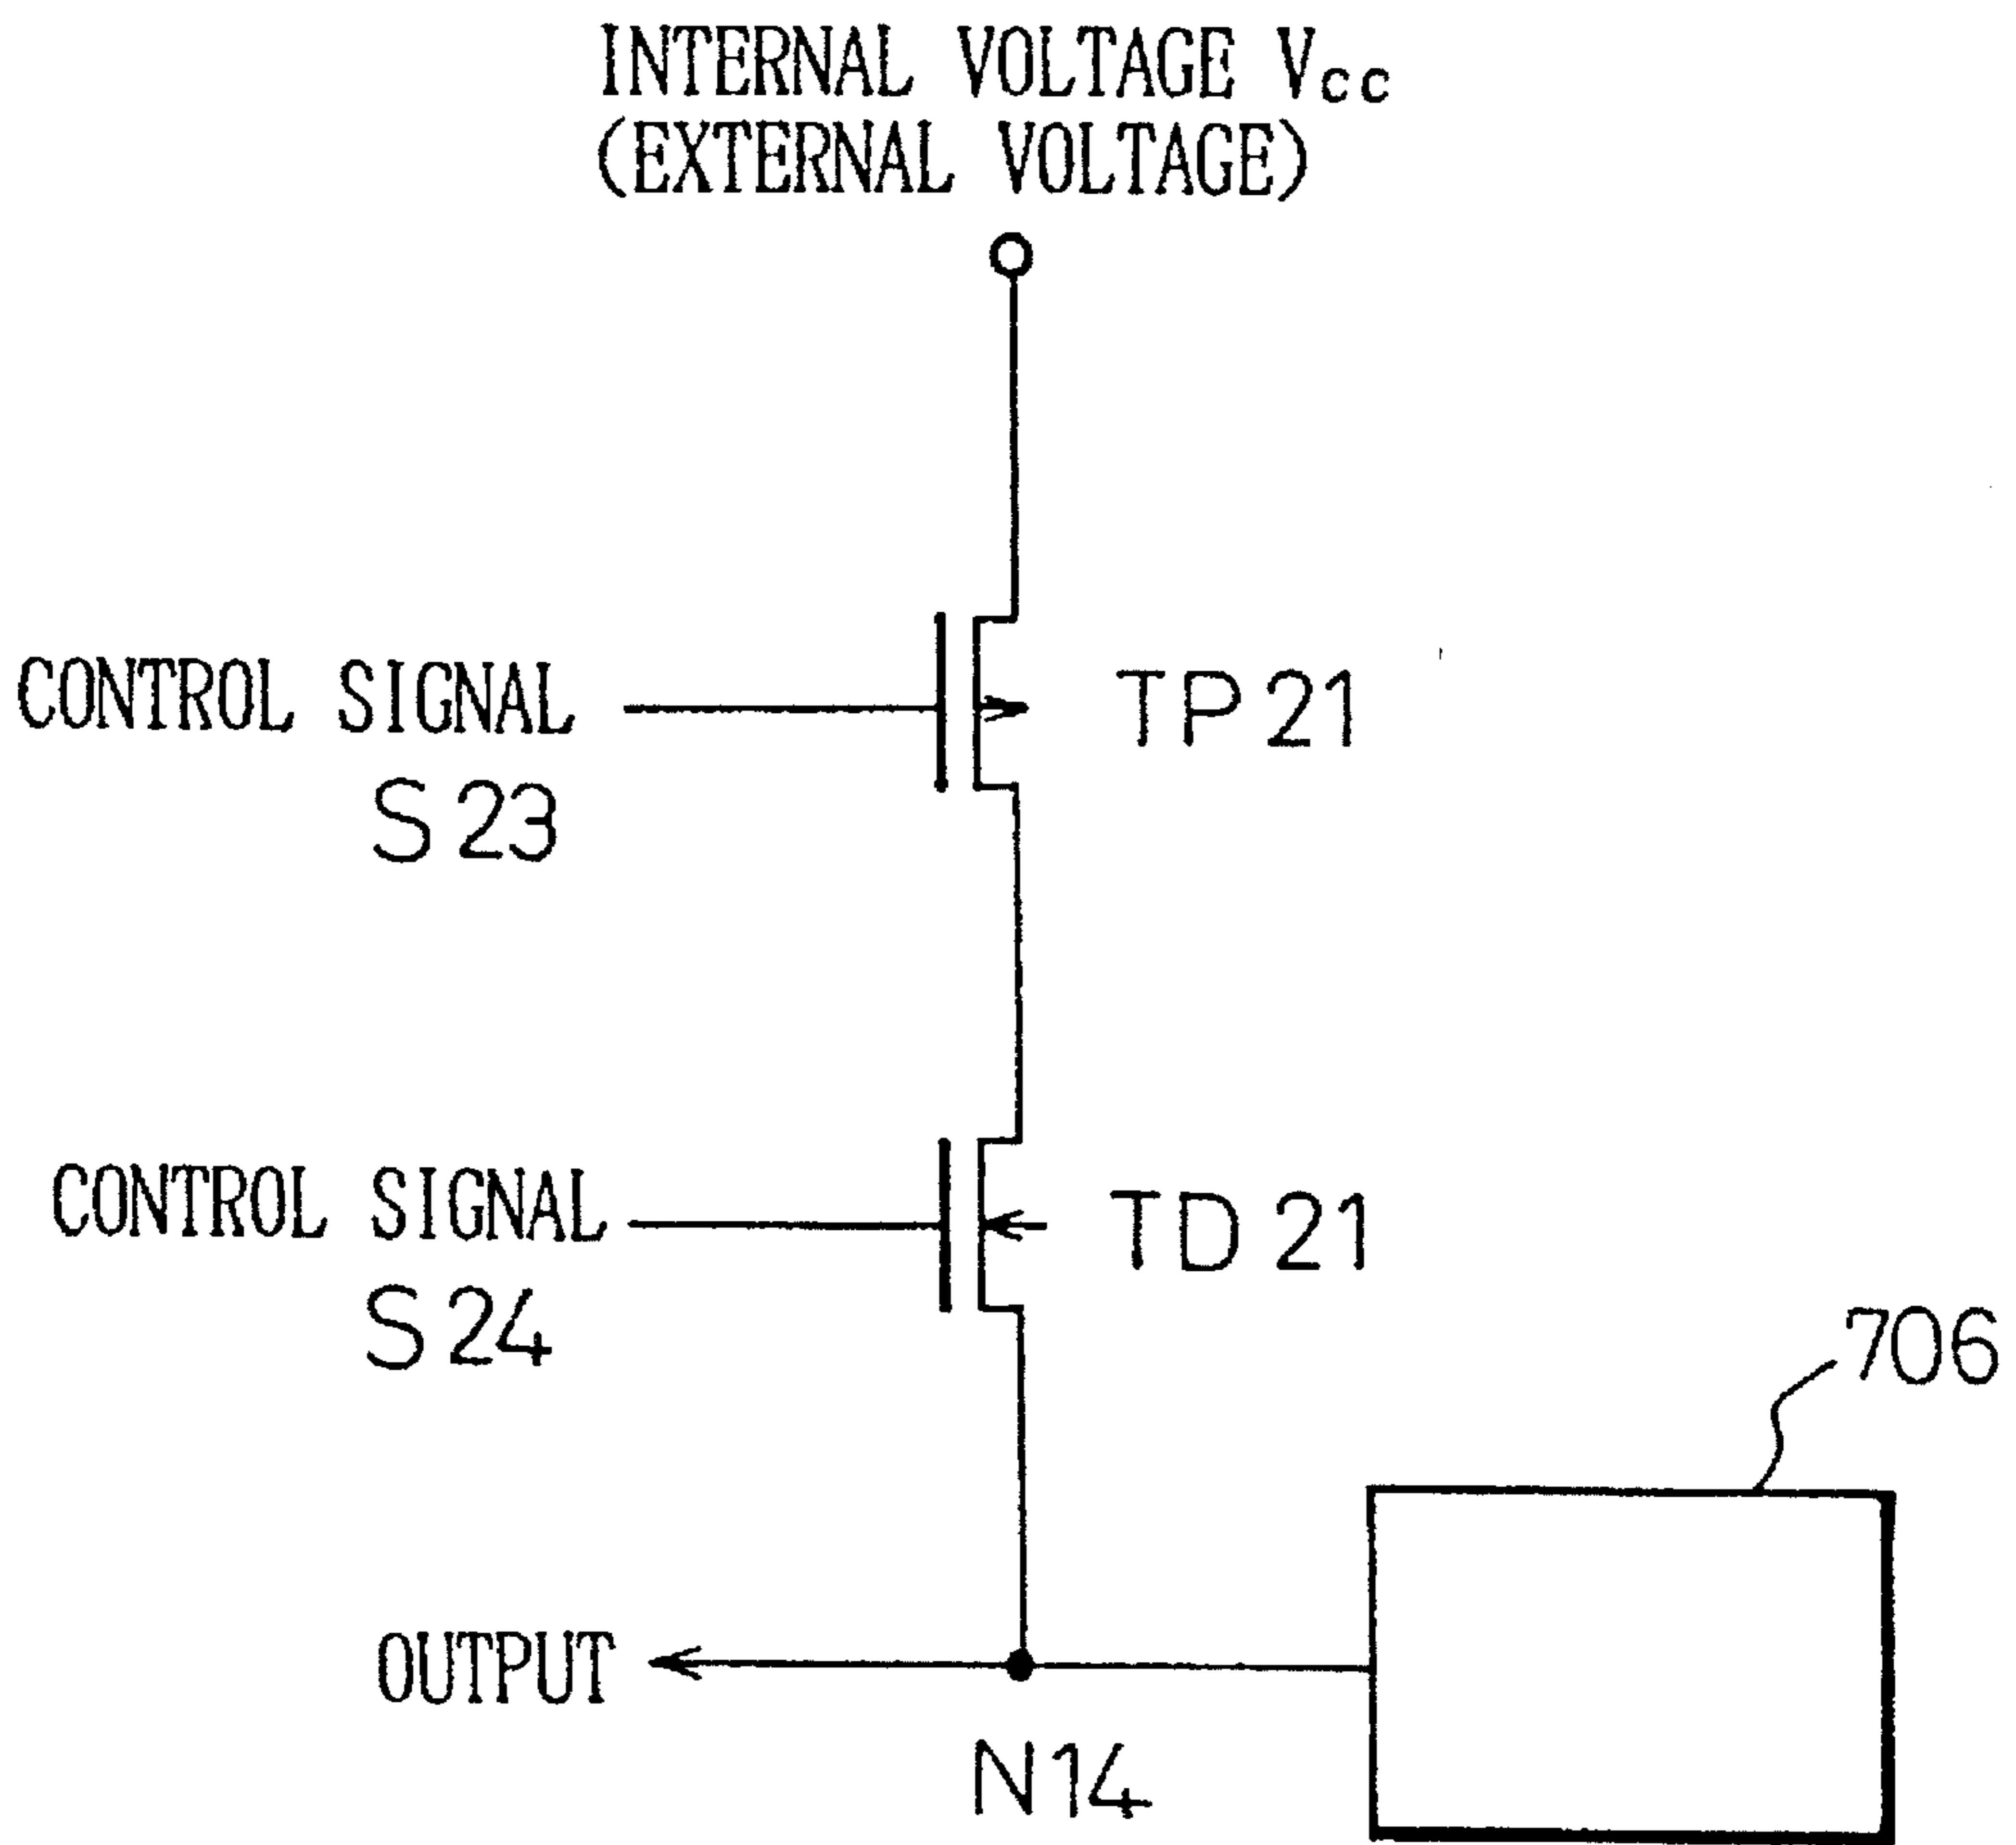 INTERNAL VOLTAGE Vcc
(EXTERNAL VOLTAGE)
CONTROL SIGNAL
S23
TP21
CONTROL SIGNAL
S24
TD21
706
OUTPUT
N14